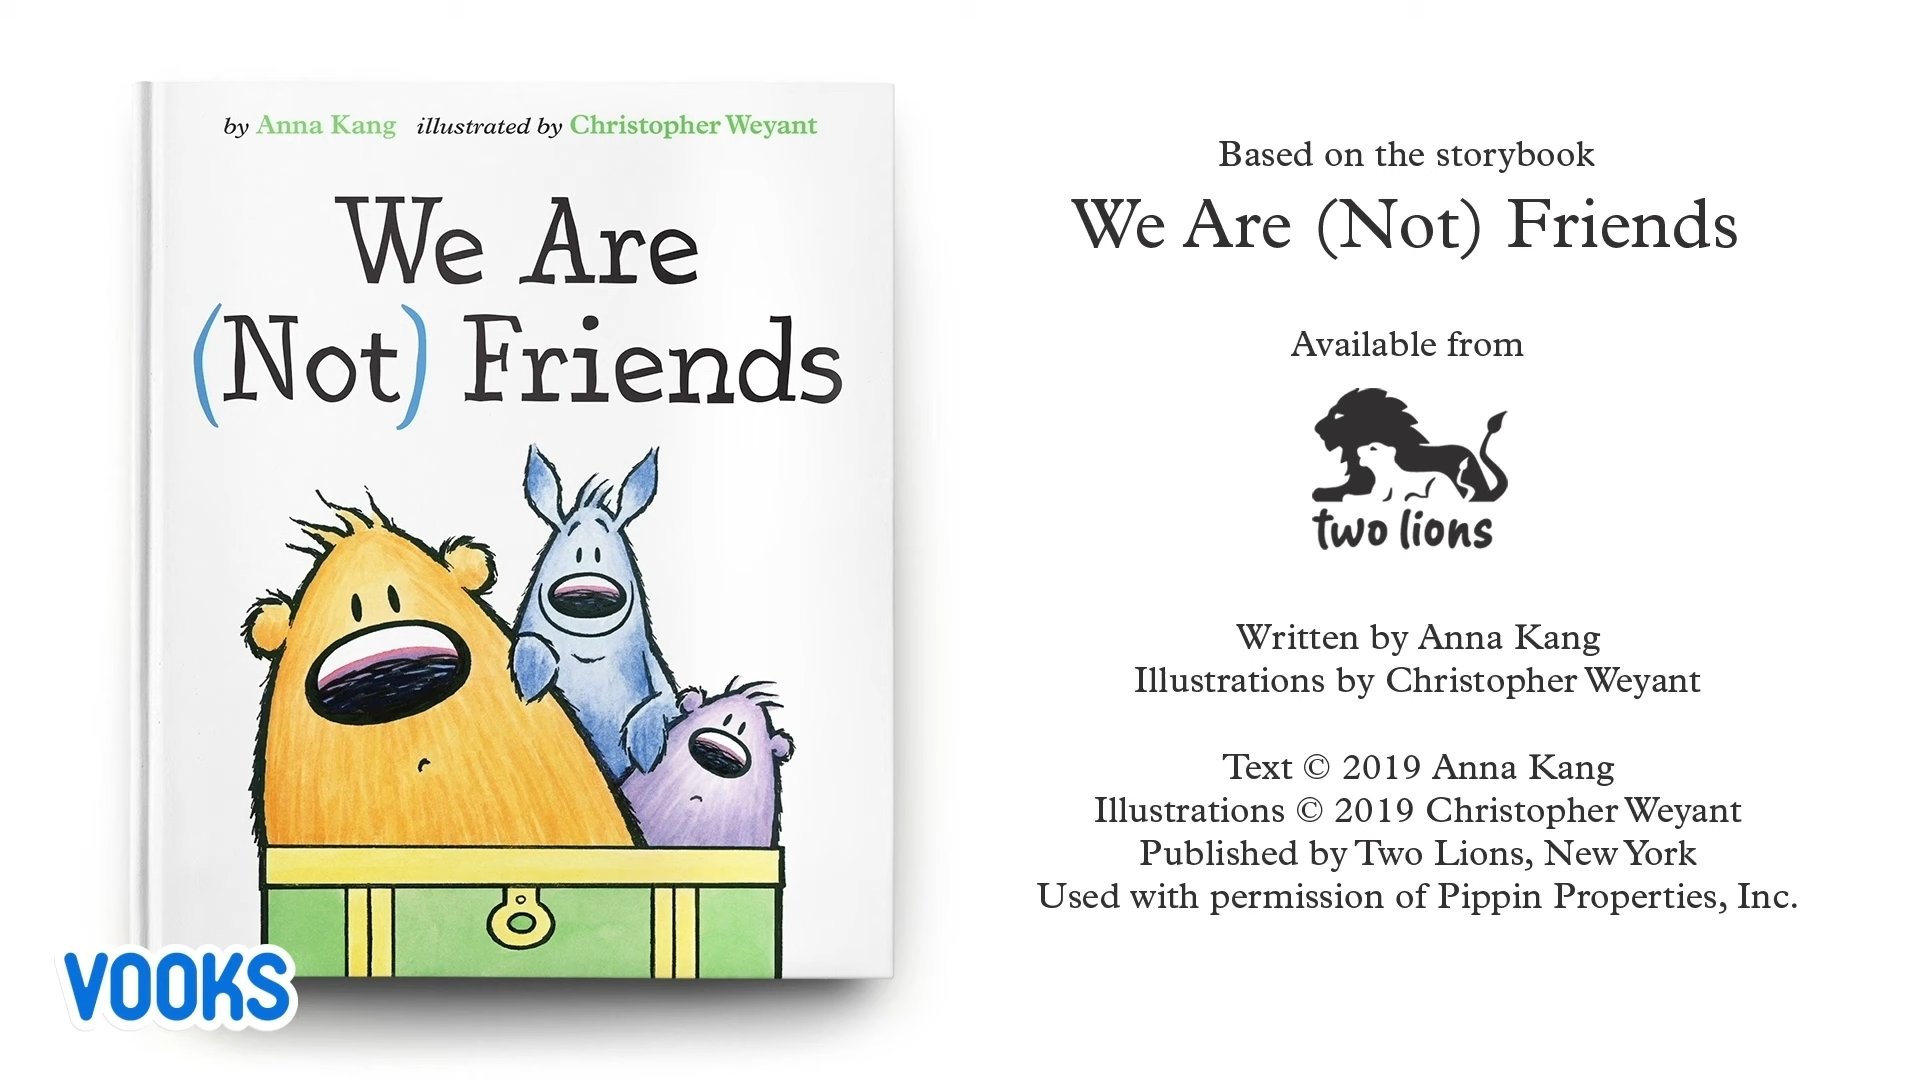 by Anna Kang illustrated by Christopher Weyant
We Are
(Not) Friends
VOOKS
Based on the storybook
We Are (Not) Friends
Available from
two lions
Written by Anna Kang
Illustrations by Christopher Weyant
Text © 2019 Anna Kang
Illustrations © 2019 Christopher Weyant
Published by Two Lions, New York
Used with permission of Pippin Properties, Inc.